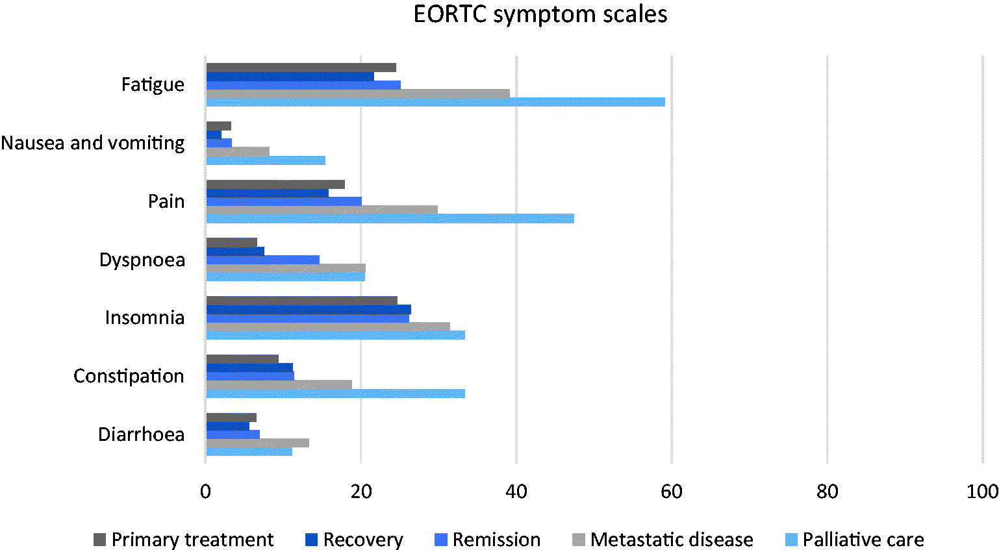 EORTC symptom scales
Fatigue
Nausea and vomiting
Pain
Dyspnoea
Insomnia
Constipation
Diarrhoea
0 20 40 60 80 100
Primary treatment Recovery Remission Metastatic disease Palliative care